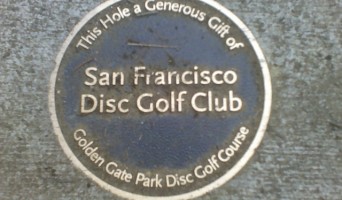 This Hole a Generous Gift of
San Francisco
Disc Golf Club
Golden Gate Park Disc Golf Course